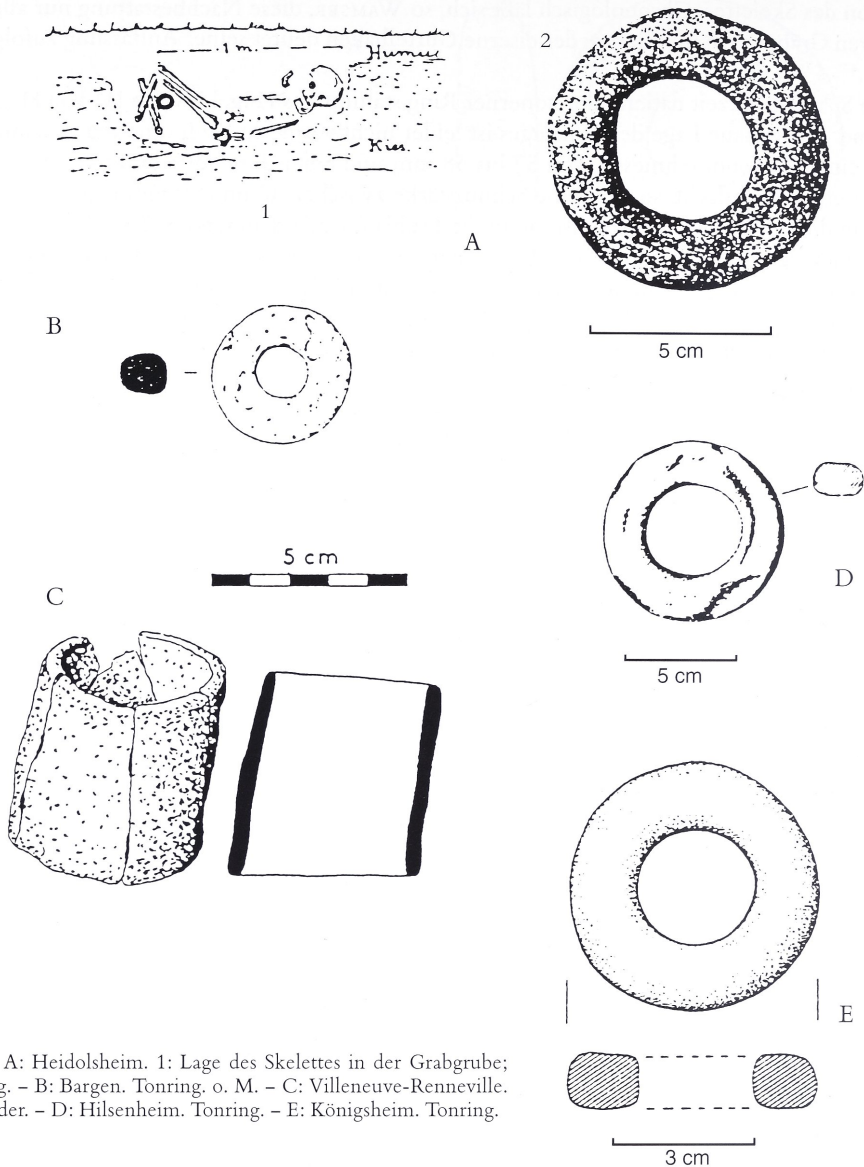 1 m.
Humus
Kies
1
2
A
5 cm
B
5 cm
C
D
5 cm
E
3 cm
A: Heidolsheim. 1: Lage des Skelettes in der Grabgrube;
g. – B: Bargen. Tonring. o. M. – C: Villeneuve-Renneville.
der. – D: Hilsenheim. Tonring. – E: Königsheim. Tonring.